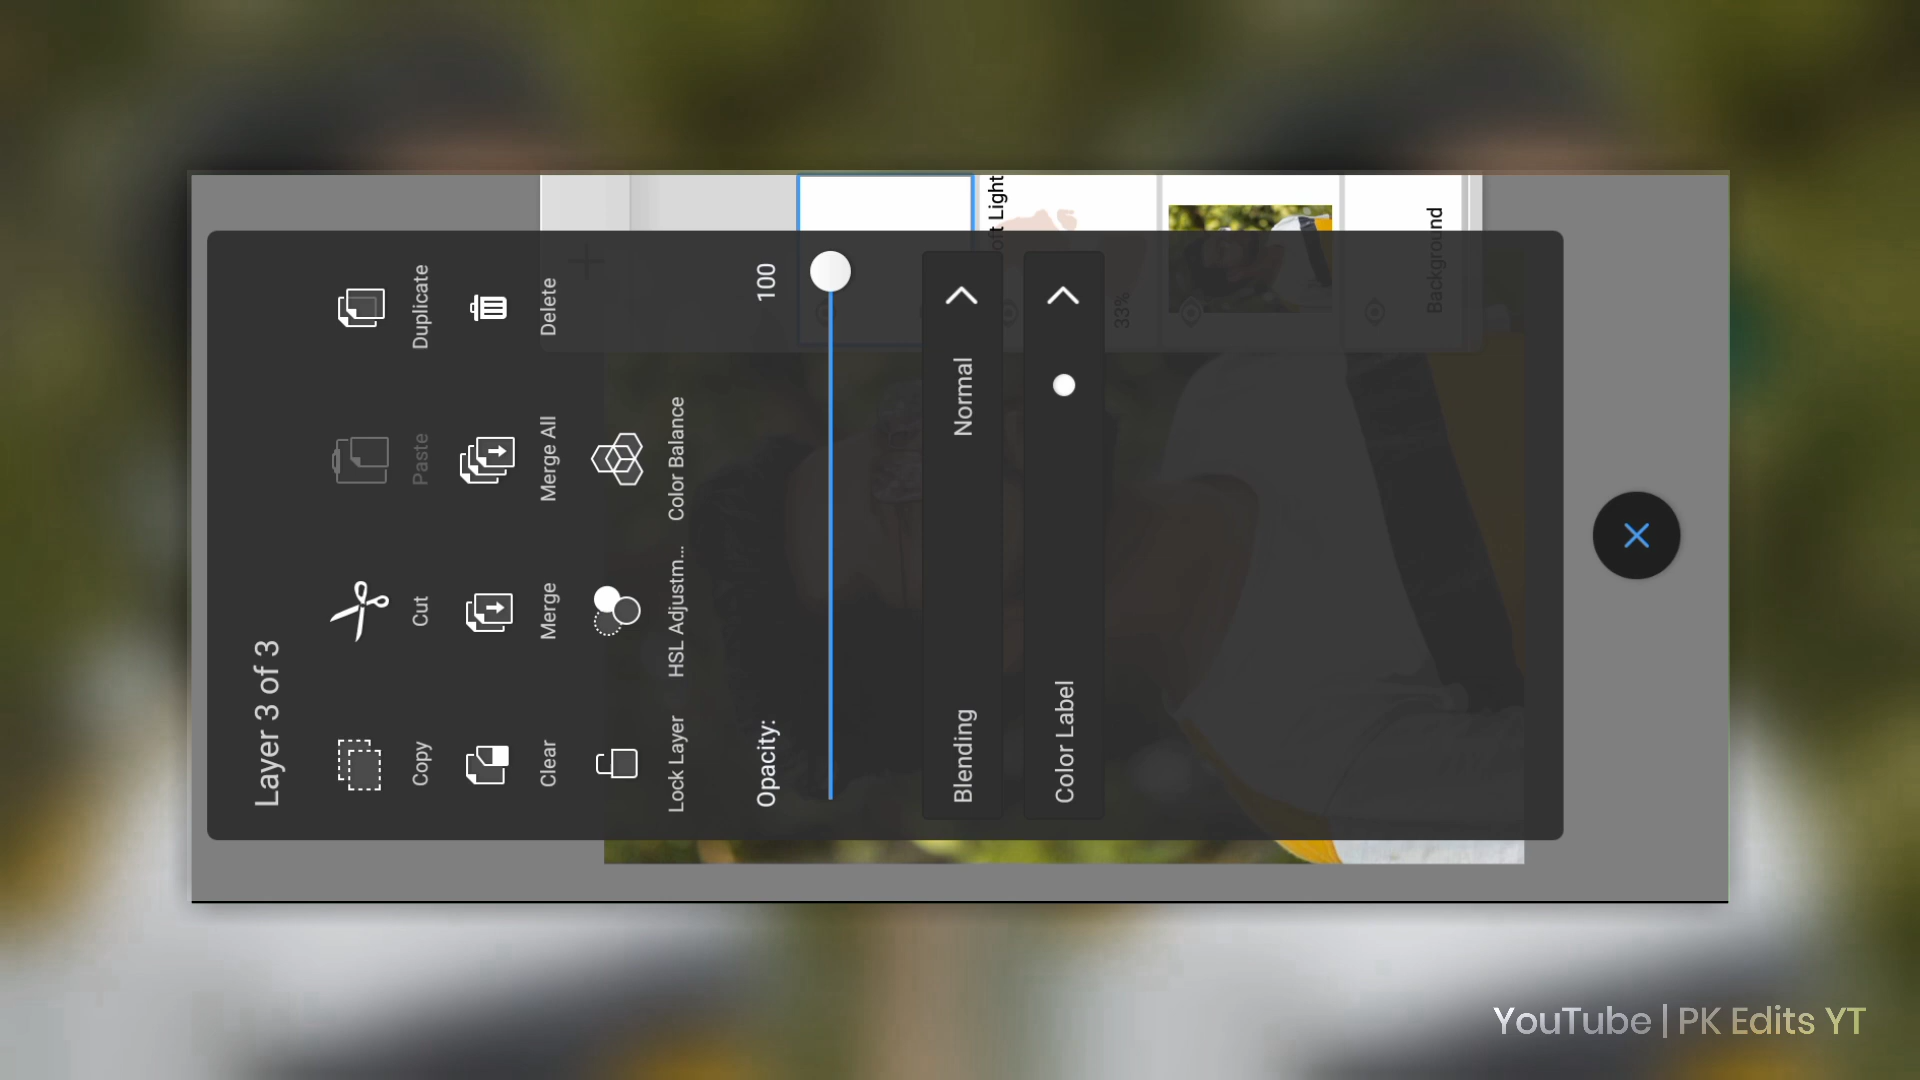 Layer 3 of 3
Copy
Cut
Paste
Duplicate
Clear
Merge
Merge All
Delete
Lock Layer
HSL Adjustm...
Color Balance
Opacity:
100
Blending
Normal
Color Label
Light
33%
Background
YouTube | PK Edits YT